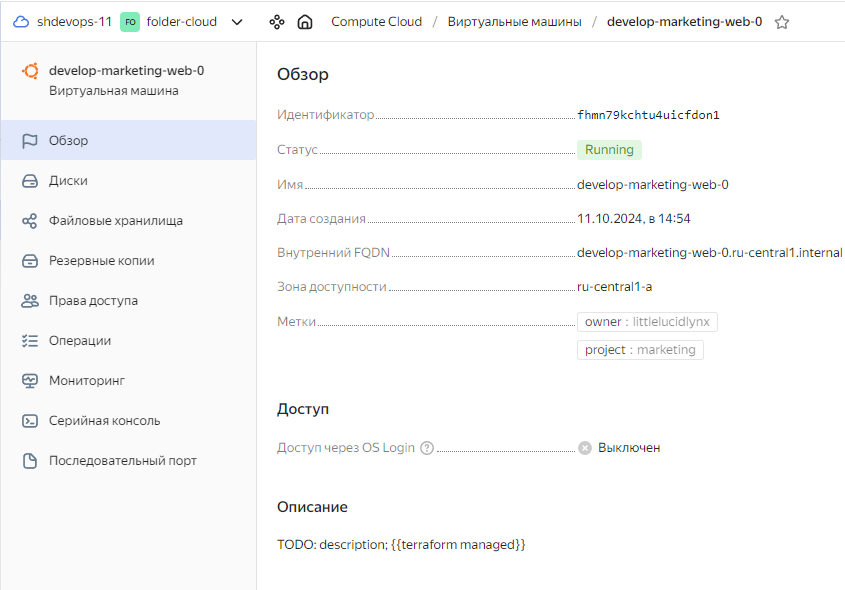 shdevops-11 FO folder-cloud Compute Cloud / Виртуальные машины / develop-marketing-web-0
develop-marketing-web-0
Виртуальная машина
Обзор
Диски
Файловые хранилища
Резервные копии
Права доступа
Операции
Мониторинг
Серийная консоль
Последовательный порт
Обзор
Идентификатор fhmn79kchtu4uicfdon1
Статус Running
Имя develop-marketing-web-0
Дата создания 11.10.2024, в 14:54
Внутренний FQDN develop-marketing-web-0.ru-central1.internal
Зона доступности ru-central1-a
Метки owner : littlelucidlynx
project : marketing
Доступ
Доступ через OS Login ? Выключен
Описание
TODO: description; {{terraform managed}}